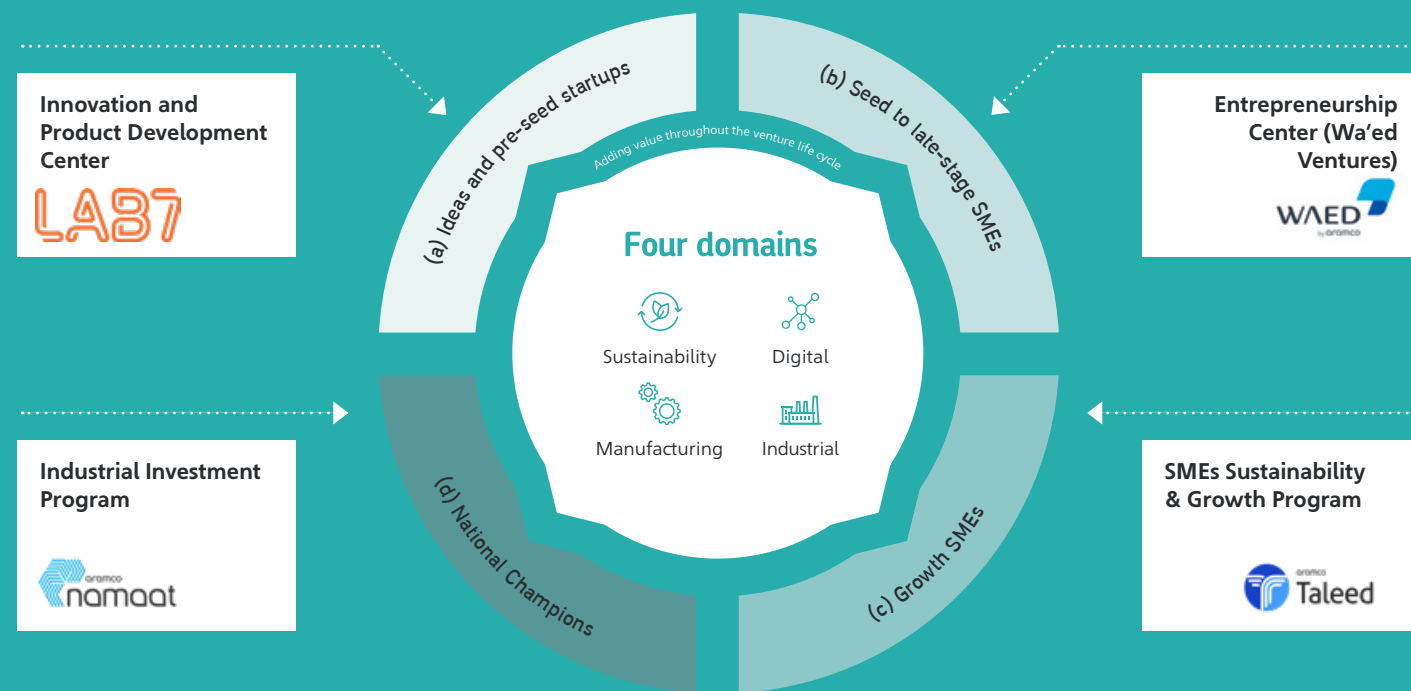 Innovation and
Product Development
Center
LAB7
(a) Ideas and pre-seed startups
(b) Seed to late-stage SMEs
Entrepreneurship
Center (Wa’ed
Ventures)
WAED
by aramco
Adding value throughout the venture life cycle
Four domains
Sustainability
Digital
Manufacturing
Industrial
Industrial Investment
Program
aramco
namaat
(d) National Champions
(c) Growth SMEs
SMEs Sustainability
& Growth Program
aramco
Taleed